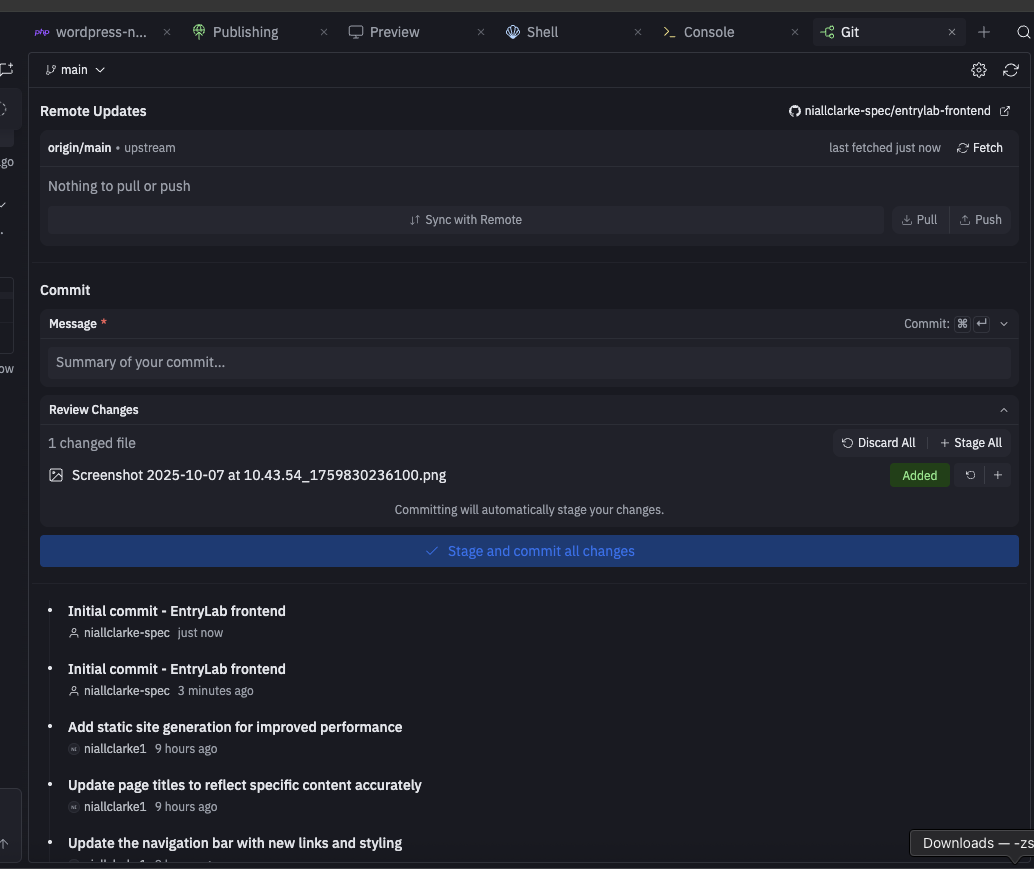 php wordpress-n... Publishing Preview Shell Console Git
main
Remote Updates niallclarke-spec/entrylab-frontend
origin/main • upstream last fetched just now Fetch
ago
Nothing to pull or push
Sync with Remote Pull Push
Commit
Message * Commit: ⌘ ↵
Summary of your commit...
ow
Review Changes
1 changed file Discard All Stage All
Screenshot 2025-10-07 at 10.43.54_1759830236100.png Added
Committing will automatically stage your changes.
Stage and commit all changes
Initial commit - EntryLab frontend
niallclarke-spec just now
Initial commit - EntryLab frontend
niallclarke-spec 3 minutes ago
Add static site generation for improved performance
niallclarke1 9 hours ago
Update page titles to reflect specific content accurately
niallclarke1 9 hours ago
Update the navigation bar with new links and styling
Downloads — -zs